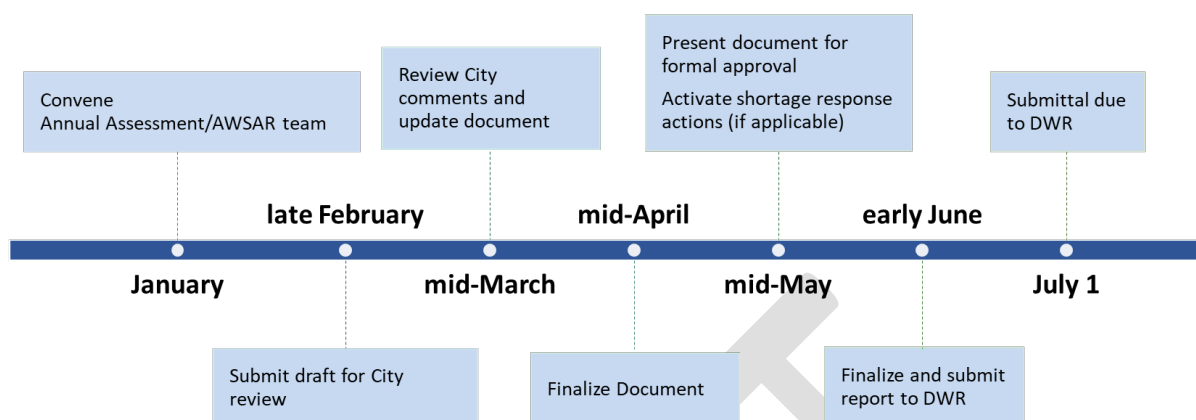 Convene
Annual Assessment/AWSAR team
Review City
comments and
update document
Present document for
formal approval
Activate shortage response
actions (if applicable)
Submittal due
to DWR
late February
mid-April
early June
January
mid-March
mid-May
July 1
Submit draft for City
review
Finalize Document
Finalize and submit
report to DWR